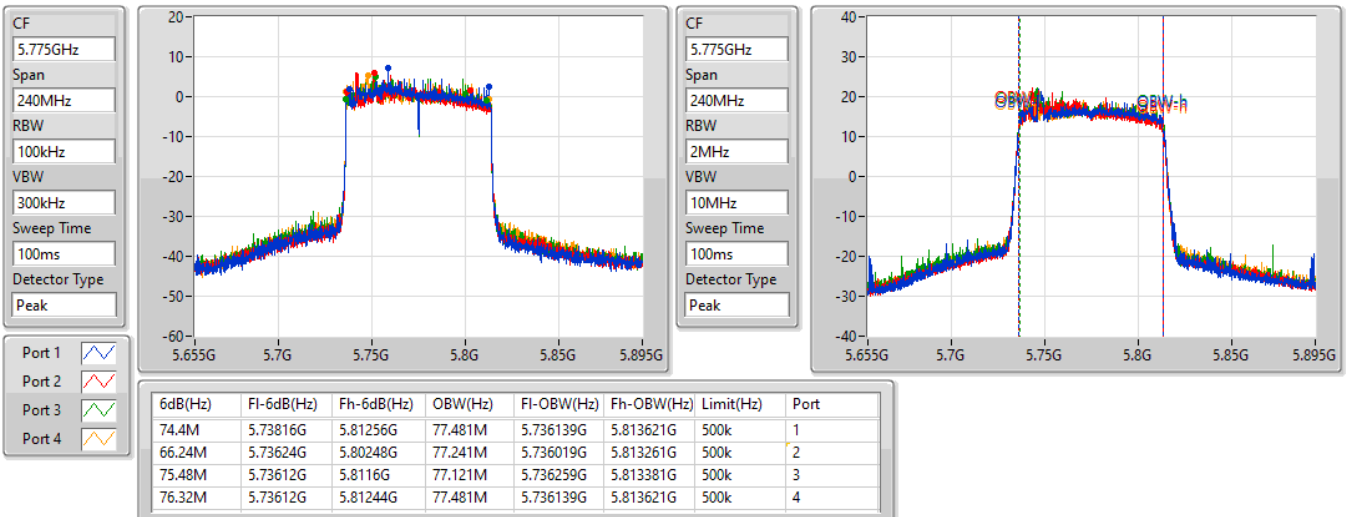 CF
5.775GHz
Span
240MHz
RBW
100kHz
VBW
300kHz
Sweep Time
100ms
Detector Type
Peak
20
10
0
-10
-20
-30
-40
-50
-60
5.655G 5.7G 5.75G 5.8G 5.85G 5.895G
CF
5.775GHz
Span
240MHz
RBW
2MHz
VBW
10MHz
Sweep Time
100ms
Detector Type
Peak
40
30
20
10
0
-10
-20
-30
-40
OBW-h
5.655G 5.7G 5.75G 5.8G 5.85G 5.895G
Port 1
Port 2
Port 3
Port 4
6dB(Hz) Fl-6dB(Hz) Fh-6dB(Hz) OBW(Hz) Fl-OBW(Hz) Fh-OBW(Hz) Limit(Hz) Port
74.4M 5.73816G 5.81256G 77.481M 5.736139G 5.813621G 500k 1
66.24M 5.73624G 5.80248G 77.241M 5.736019G 5.813261G 500k 2
75.48M 5.73612G 5.8116G 77.121M 5.736259G 5.813381G 500k 3
76.32M 5.73612G 5.81244G 77.481M 5.736139G 5.813621G 500k 4